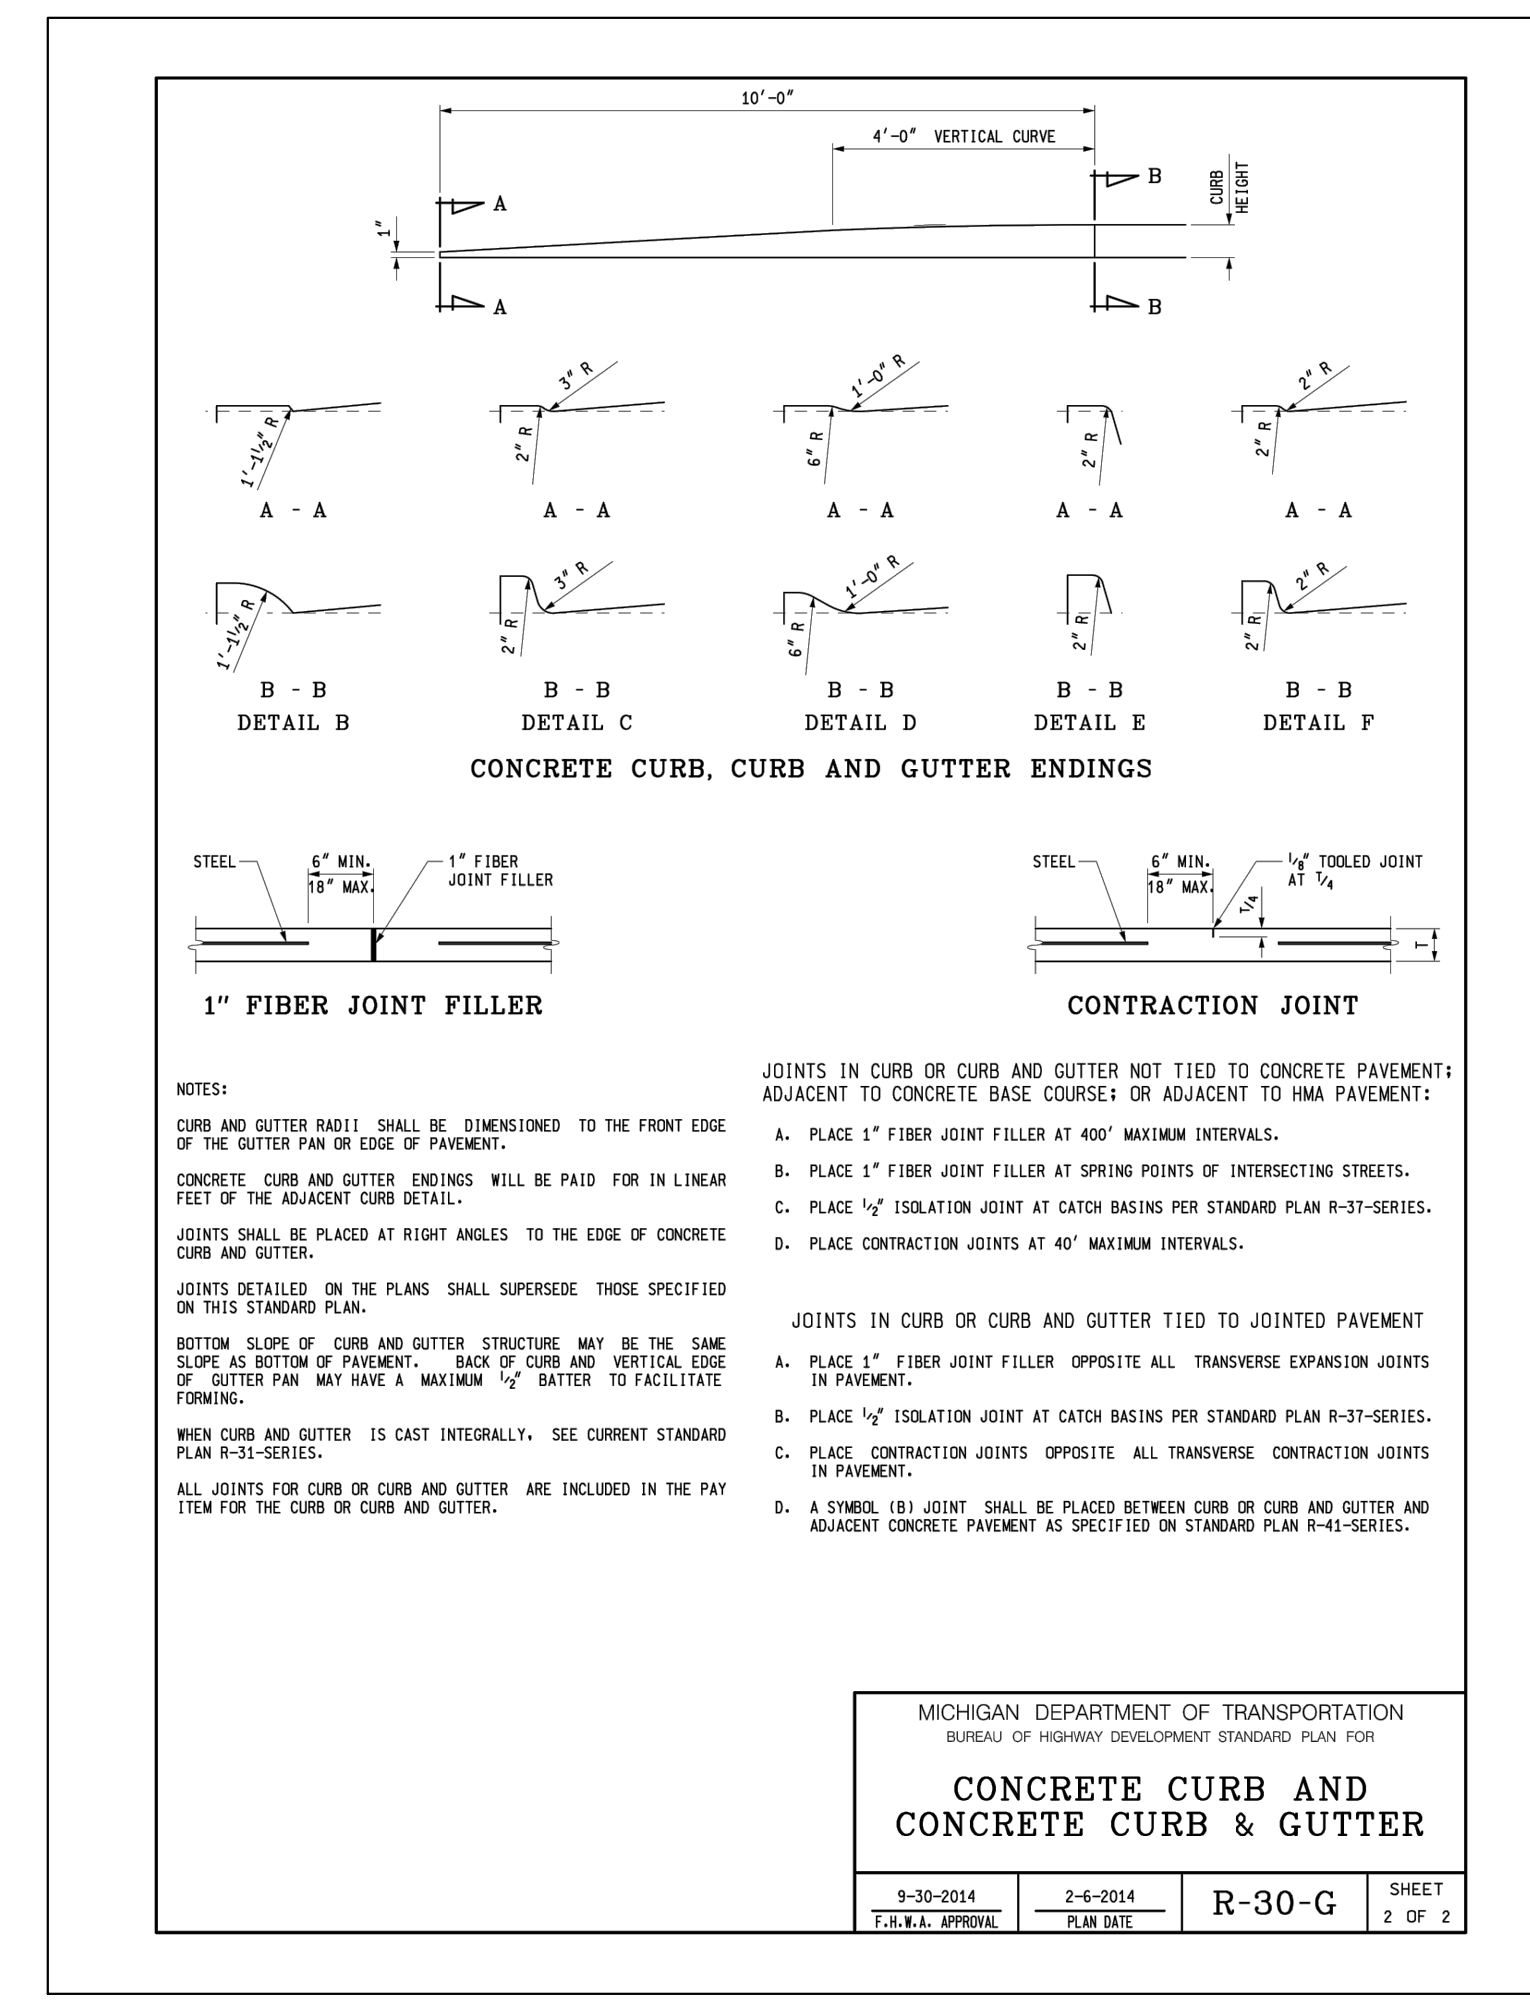 10'-0"
4'-0" VERTICAL CURVE
B
CURB
HEIGHT
A
1"
A
B
3" R
1'-0" R
2" R
1'-1½" R
2" R
6" R
2" R
2" R
A - A
A - A
A - A
A - A
A - A
3" R
1'-0" R
2" R
1'-1½" R
2" R
6" R
2" R
2" R
B - B
B - B
B - B
B - B
B - B
DETAIL B
DETAIL C
DETAIL D
DETAIL E
DETAIL F
CONCRETE CURB, CURB AND GUTTER ENDINGS
STEEL
6" MIN.
18" MAX.
1" FIBER
JOINT FILLER
1" FIBER JOINT FILLER
STEEL
6" MIN.
18" MAX.
⅛" TOOLED JOINT
AT T/4
T/4
T
CONTRACTION JOINT
NOTES:
CURB AND GUTTER RADII SHALL BE DIMENSIONED TO THE FRONT EDGE
OF THE GUTTER PAN OR EDGE OF PAVEMENT.
CONCRETE CURB AND GUTTER ENDINGS WILL BE PAID FOR IN LINEAR
FEET OF THE ADJACENT CURB DETAIL.
JOINTS SHALL BE PLACED AT RIGHT ANGLES TO THE EDGE OF CONCRETE
CURB AND GUTTER.
JOINTS DETAILED ON THE PLANS SHALL SUPERSEDE THOSE SPECIFIED
ON THIS STANDARD PLAN.
BOTTOM SLOPE OF CURB AND GUTTER STRUCTURE MAY BE THE SAME
SLOPE AS BOTTOM OF PAVEMENT. BACK OF CURB AND VERTICAL EDGE
OF GUTTER PAN MAY HAVE A MAXIMUM ½" BATTER TO FACILITATE
FORMING.
WHEN CURB AND GUTTER IS CAST INTEGRALLY, SEE CURRENT STANDARD
PLAN R-31-SERIES.
ALL JOINTS FOR CURB OR CURB AND GUTTER ARE INCLUDED IN THE PAY
ITEM FOR THE CURB OR CURB AND GUTTER.
JOINTS IN CURB OR CURB AND GUTTER NOT TIED TO CONCRETE PAVEMENT;
ADJACENT TO CONCRETE BASE COURSE; OR ADJACENT TO HMA PAVEMENT:
A. PLACE 1" FIBER JOINT FILLER AT 400' MAXIMUM INTERVALS.
B. PLACE 1" FIBER JOINT FILLER AT SPRING POINTS OF INTERSECTING STREETS.
C. PLACE ½" ISOLATION JOINT AT CATCH BASINS PER STANDARD PLAN R-37-SERIES.
D. PLACE CONTRACTION JOINTS AT 40' MAXIMUM INTERVALS.
JOINTS IN CURB OR CURB AND GUTTER TIED TO JOINTED PAVEMENT
A. PLACE 1" FIBER JOINT FILLER OPPOSITE ALL TRANSVERSE EXPANSION JOINTS
IN PAVEMENT.
B. PLACE ½" ISOLATION JOINT AT CATCH BASINS PER STANDARD PLAN R-37-SERIES.
C. PLACE CONTRACTION JOINTS OPPOSITE ALL TRANSVERSE CONTRACTION JOINTS
IN PAVEMENT.
D. A SYMBOL (B) JOINT SHALL BE PLACED BETWEEN CURB OR CURB AND GUTTER AND
ADJACENT CONCRETE PAVEMENT AS SPECIFIED ON STANDARD PLAN R-41-SERIES.
MICHIGAN DEPARTMENT OF TRANSPORTATION
BUREAU OF HIGHWAY DEVELOPMENT STANDARD PLAN FOR
CONCRETE CURB AND
CONCRETE CURB & GUTTER
9-30-2014
F.H.W.A. APPROVAL
2-6-2014
PLAN DATE
R-30-G
SHEET
2 OF 2